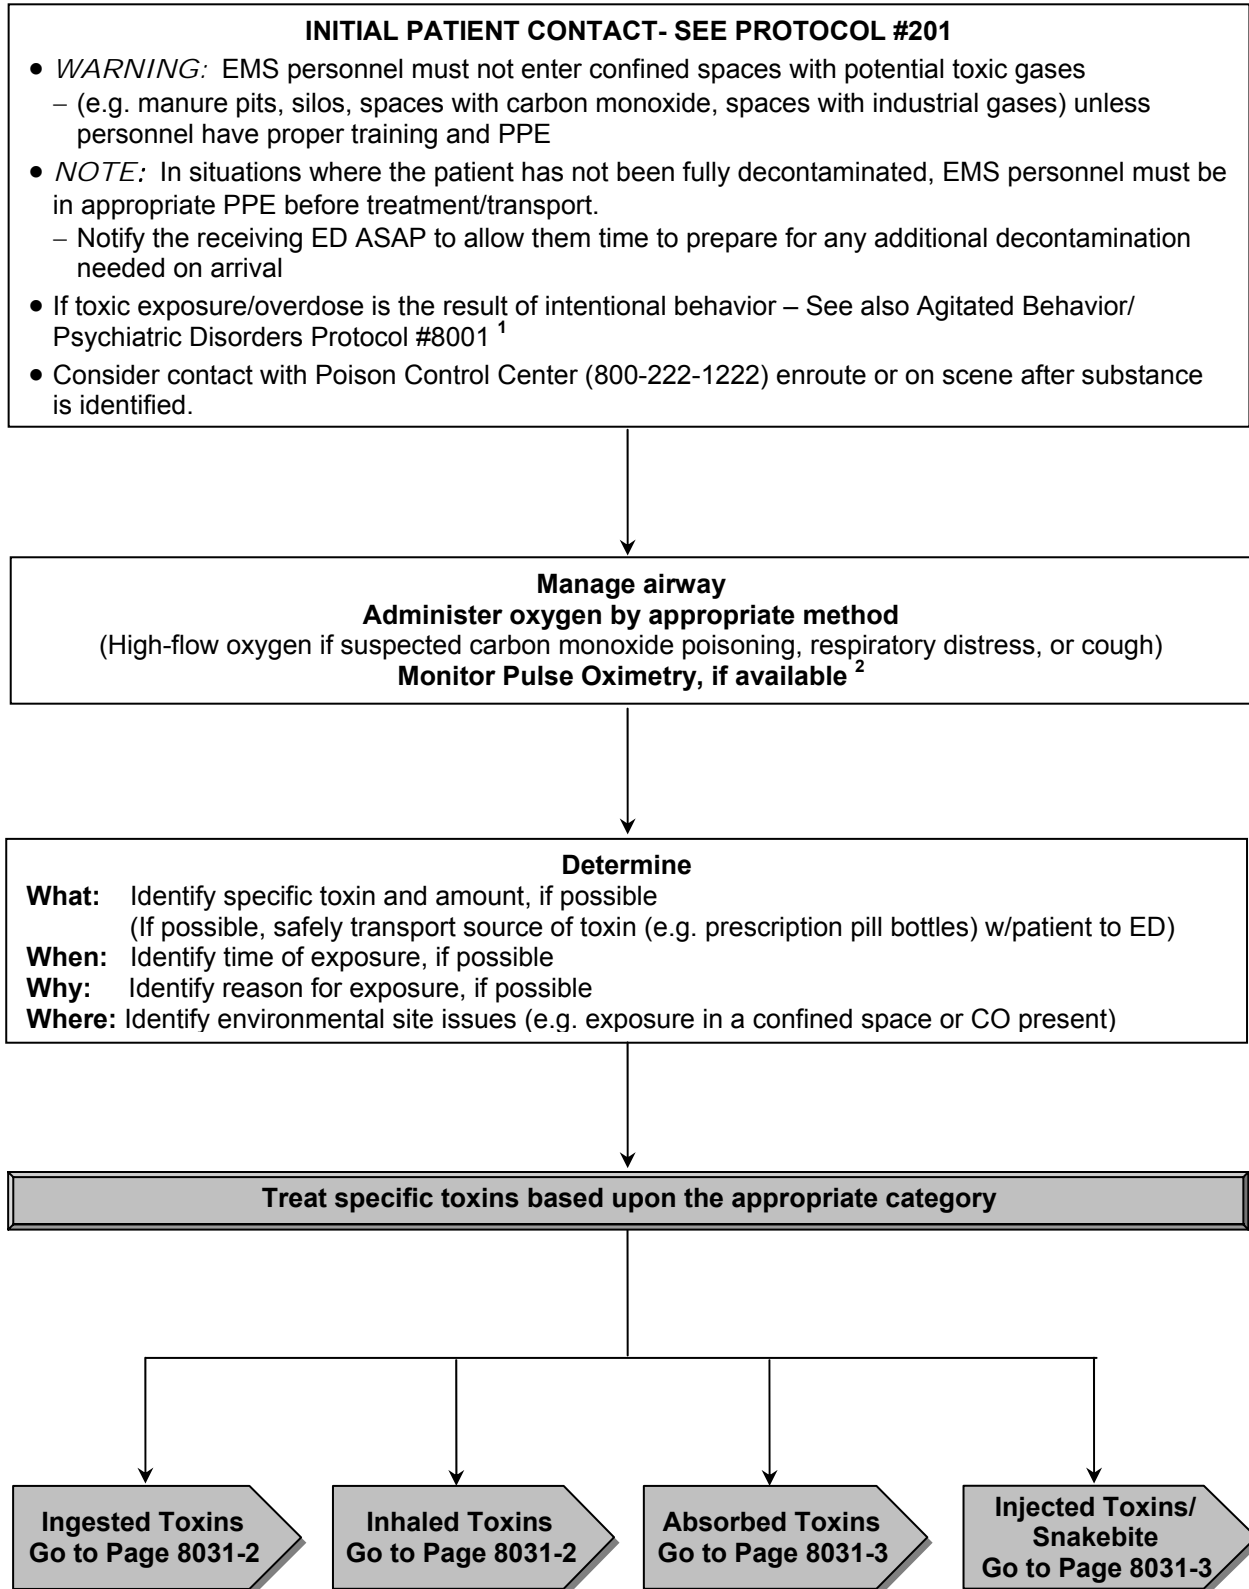 INITIAL PATIENT CONTACT- SEE PROTOCOL #201
• WARNING: EMS personnel must not enter confined spaces with potential toxic gases
– (e.g. manure pits, silos, spaces with carbon monoxide, spaces with industrial gases) unless
personnel have proper training and PPE
• NOTE: In situations where the patient has not been fully decontaminated, EMS personnel must be
in appropriate PPE before treatment/transport.
– Notify the receiving ED ASAP to allow them time to prepare for any additional decontamination
needed on arrival
• If toxic exposure/overdose is the result of intentional behavior – See also Agitated Behavior/
Psychiatric Disorders Protocol #8001 1
• Consider contact with Poison Control Center (800-222-1222) enroute or on scene after substance
is identified.
Manage airway
Administer oxygen by appropriate method
(High-flow oxygen if suspected carbon monoxide poisoning, respiratory distress, or cough)
Monitor Pulse Oximetry, if available 2
Determine
What: Identify specific toxin and amount, if possible
(If possible, safely transport source of toxin (e.g. prescription pill bottles) w/patient to ED)
When: Identify time of exposure, if possible
Why: Identify reason for exposure, if possible
Where: Identify environmental site issues (e.g. exposure in a confined space or CO present)
Treat specific toxins based upon the appropriate category
Ingested Toxins
Go to Page 8031-2
Inhaled Toxins
Go to Page 8031-2
Absorbed Toxins
Go to Page 8031-3
Injected Toxins/
Snakebite
Go to Page 8031-3